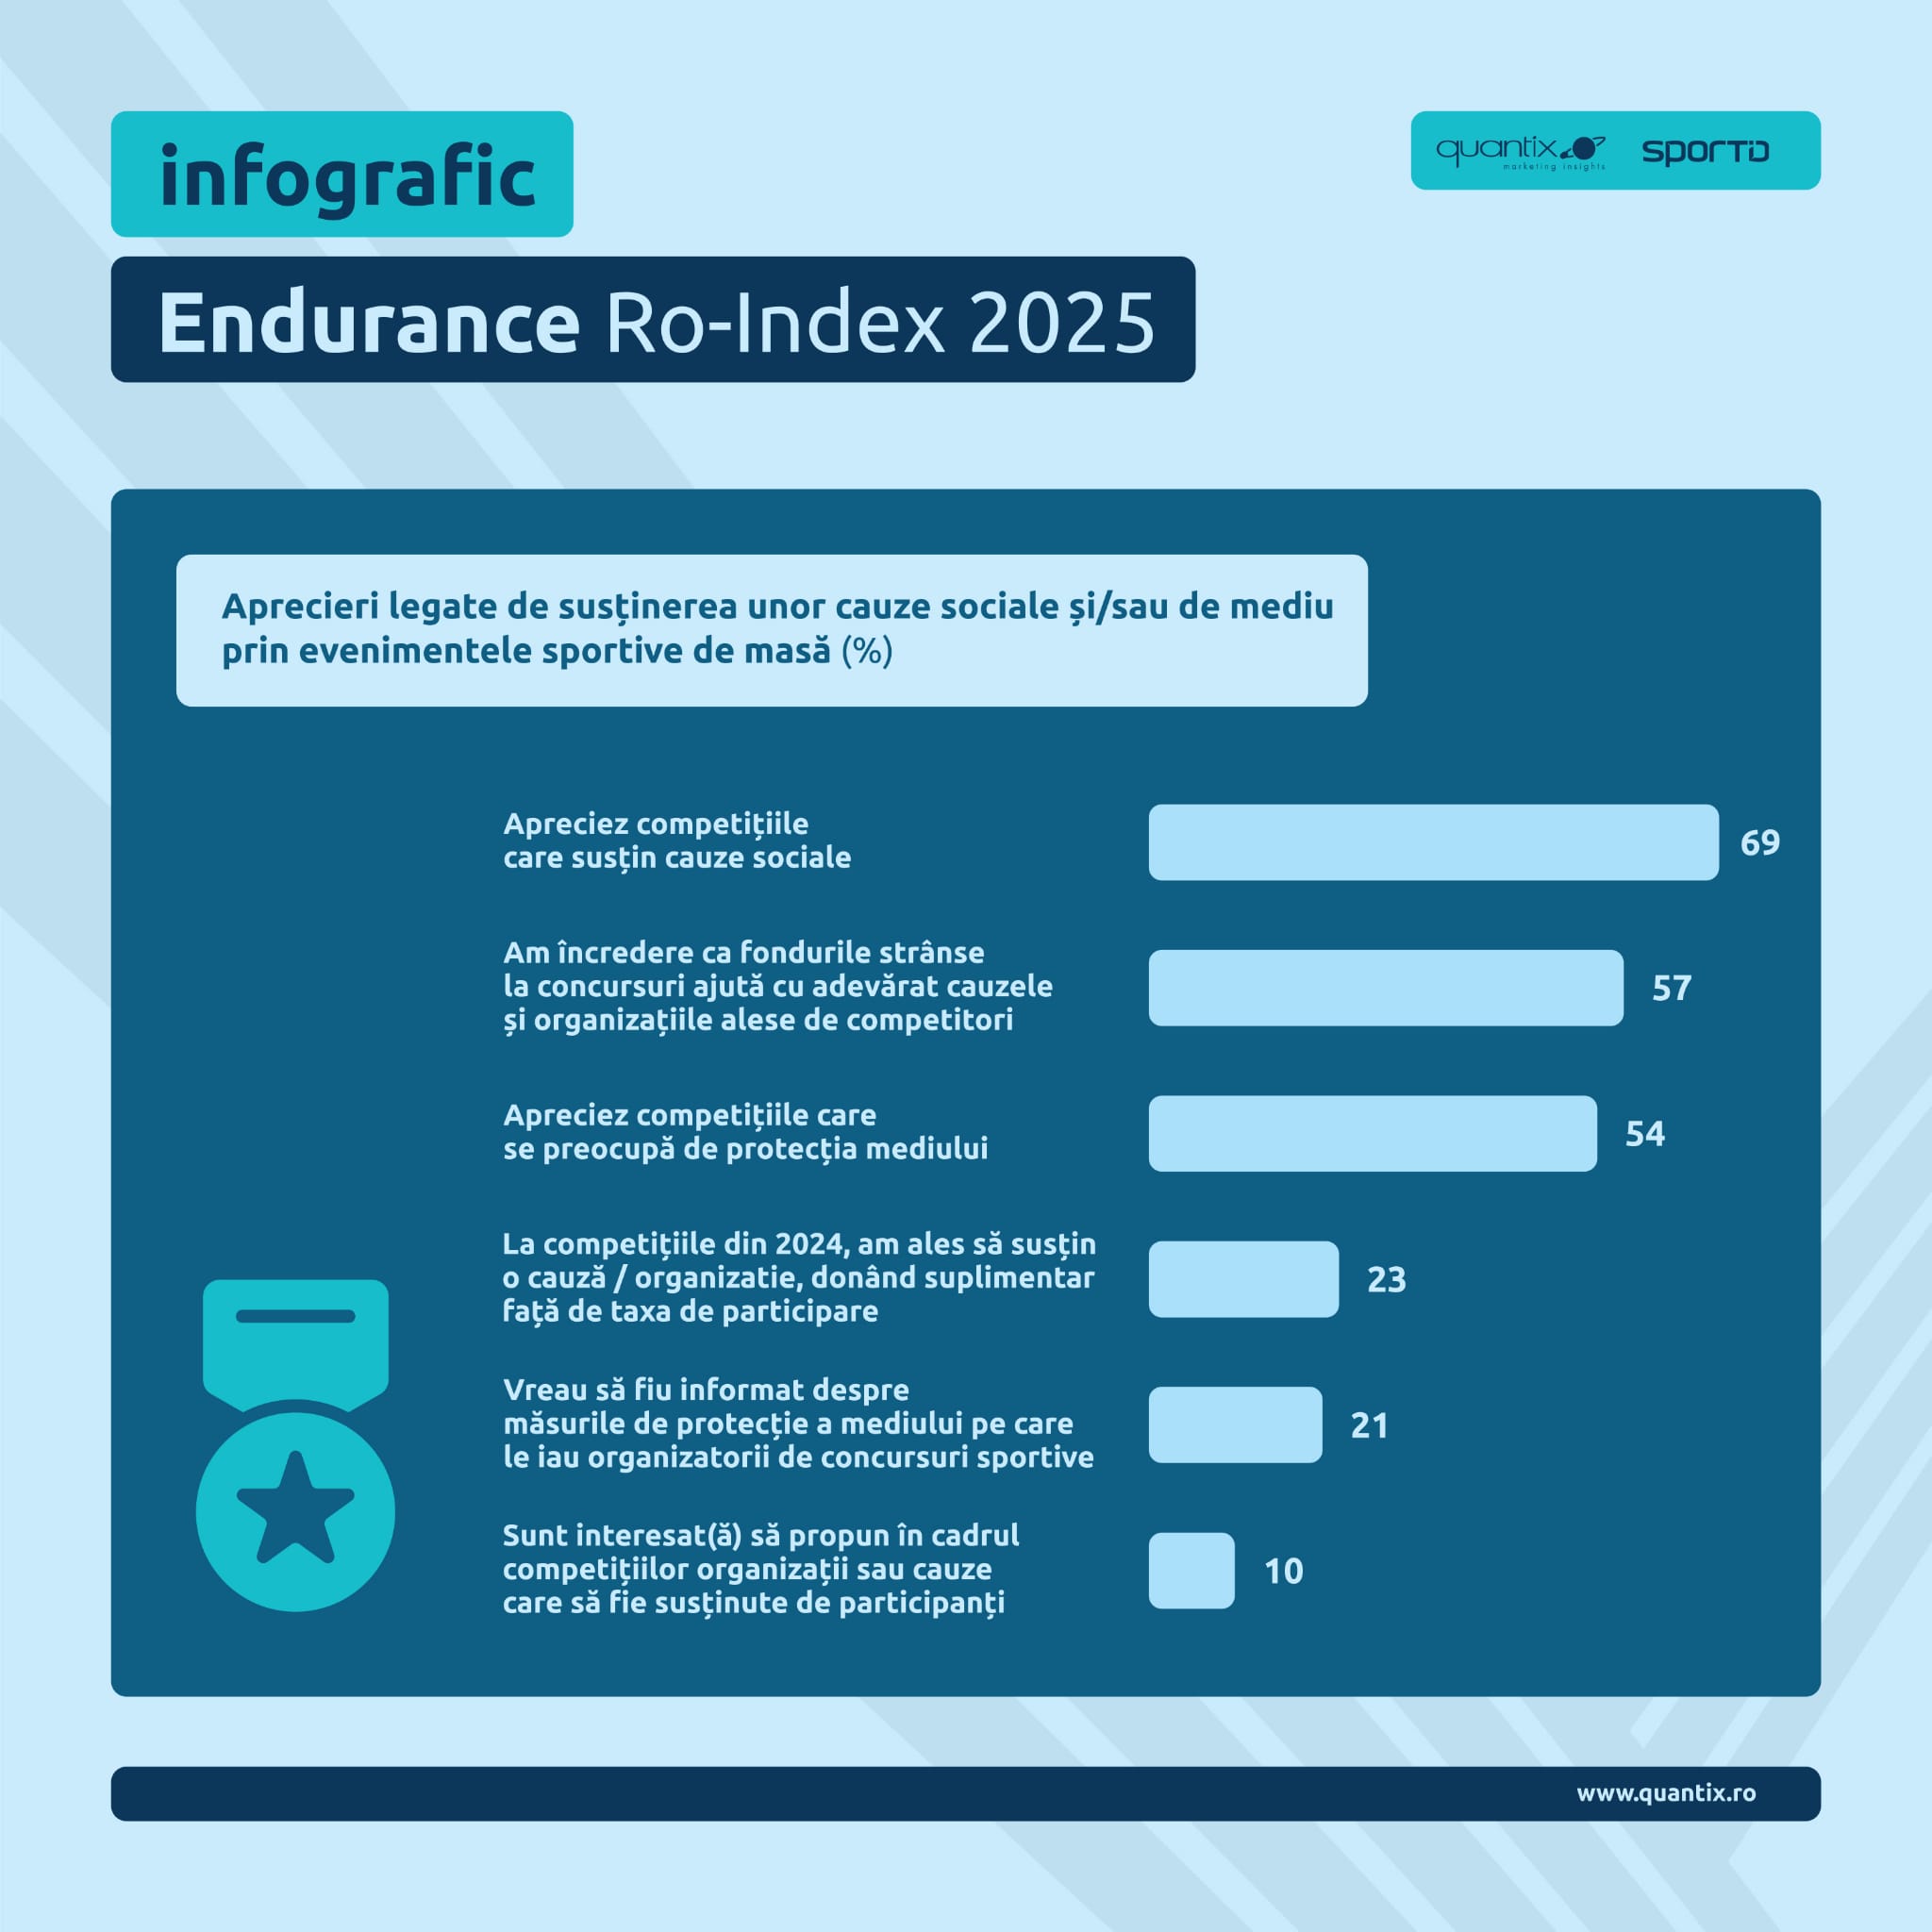 infografic
quantix
marketing insights
sportid
Endurance Ro-Index 2025
Aprecieri legate de susținerea unor cauze sociale și/sau de mediu
prin evenimentele sportive de masă (%)
Apreciez competițiile
care susțin cauze sociale
69
Am încredere ca fondurile strânse
la concursuri ajută cu adevărat cauzele
și organizațiile alese de competitori
57
Apreciez competițiile care
se preocupă de protecția mediului
54
La competițiile din 2024, am ales să susțin
o cauză / organizatie, donând suplimentar
față de taxa de participare
23
Vreau să fiu informat despre
măsurile de protecție a mediului pe care
le iau organizatorii de concursuri sportive
21
Sunt interesat(ă) să propun în cadrul
competițiilor organizații sau cauze
care să fie susținute de participanți
10
www.quantix.ro